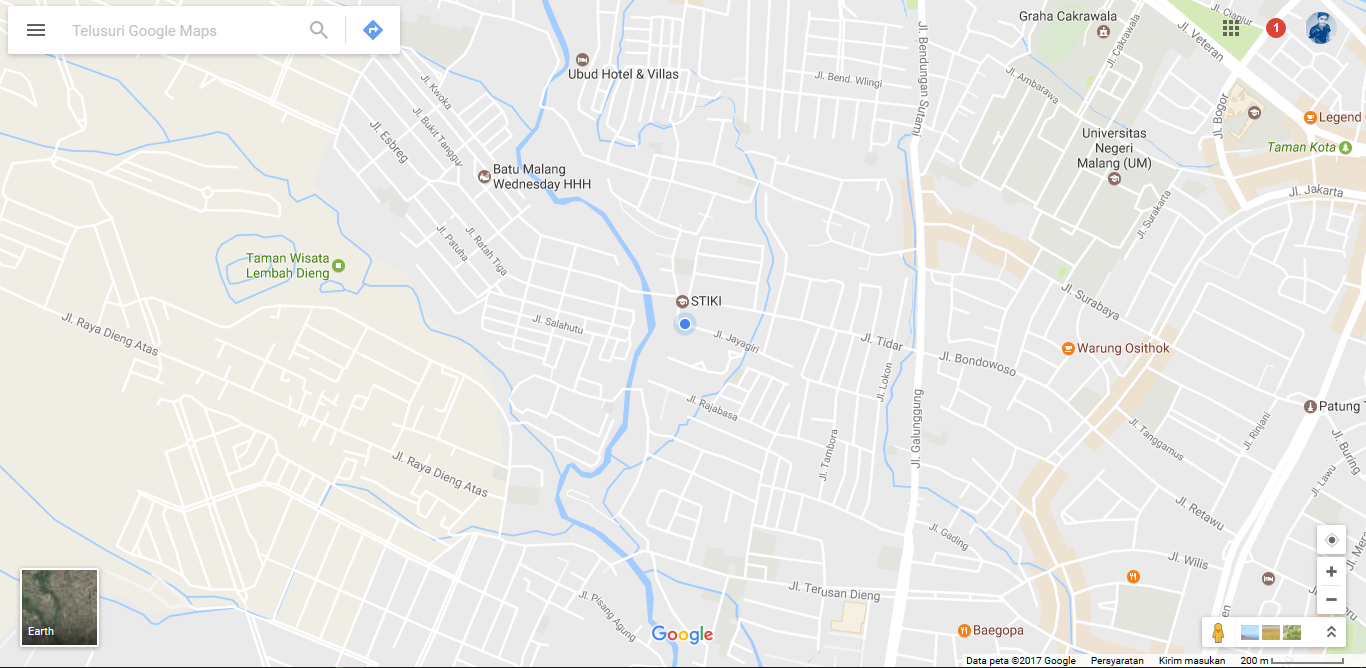 Telusuri Google Maps
1
Graha Cakrawala
Jl. Cianjur
Jl. Veteran
Jl. Cakrawala
Jl. Bendungan Sutami
Ubud Hotel & Villas
Jl. Bend. Wlingi
Jl. Ambarawa
Jl. Kwoka
Jl. Bukit Tanggu
Jl. Esbreg
Jl. Bogor
Legend
Universitas
Negeri
Malang (UM)
Taman Kota
Batu Malang
Wednesday HHH
Jl. Jakarta
Jl. Surakarta
Jl. Patuha
Jl. Ratah Tiga
Taman Wisata
Lembah Dieng
Jl. Surabaya
STIKI
Jl. Raya Dieng Atas
Jl. Salahutu
Jl. Jayagiri
Jl. Tidar
Jl. Bondowoso
Warung Osithok
Jl. Lokon
Jl. Rajabasa
Jl. Galunggung
Patung
Jl. Tanggamus
Jl. Rinjani
Jl. Buring
Jl. Tambora
Jl. Raya Dieng Atas
Jl. Lawu
Jl. Retawu
Jl. Gading
Jl. Wilis
Jl. Terusan Dieng
Jl. Pisang Agung
Earth
Google
Baegopa
Data peta ©2017 Google
Persyaratan
Kirim masukan
200 m